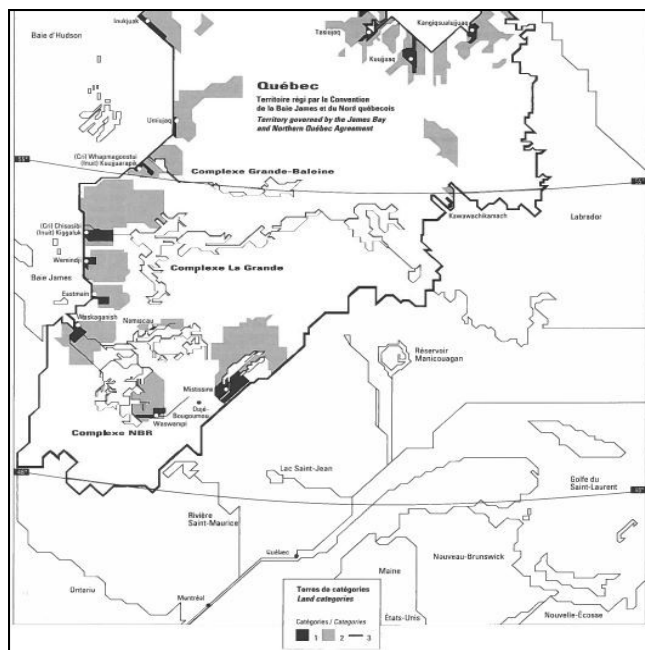 Inukjuak
Baie d'Hudson
Tasiujaq
Kangiqsualujjuaq
Kuujjuaq
Québec
Territoire régi par la Convention
de la Baie James et du Nord québecois
Territory governed by the James Bay
and Northern Québec Agreement
Umiujaq
(Cri) Whapmagoostui
(Inuit) Kuujjuarapik
Complexe Grande-Baleine
55°
55°
Kawawachikamach
Labrador
(Cri) Chisasibi
(Inuit) Kiggaluk
Wemindji
Complexe La Grande
Baie James
Eastmain
Waskaganish
Nemiscau
Réservoir
Manicouagan
Mistissini
Oujé-
Bougoumou
Waswanipi
Complexe NBR
Lac Saint-Jean
Golfe du
Saint-Laurent
Rivière
Saint-Maurice
Québec
Nouveau-Brunswick
Maine
Ontario
Montréal
États-Unis
Nouvelle-Écosse
Terres de catégories
Land categories
Catégories / Categories
1 2 3